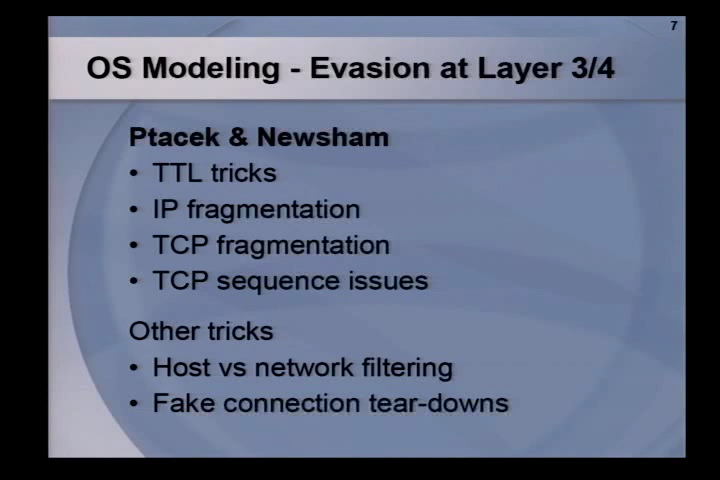 7
OS Modeling - Evasion at Layer 3/4
Ptacek & Newsham
• TTL tricks
• IP fragmentation
• TCP fragmentation
• TCP sequence issues
Other tricks
• Host vs network filtering
• Fake connection tear-downs